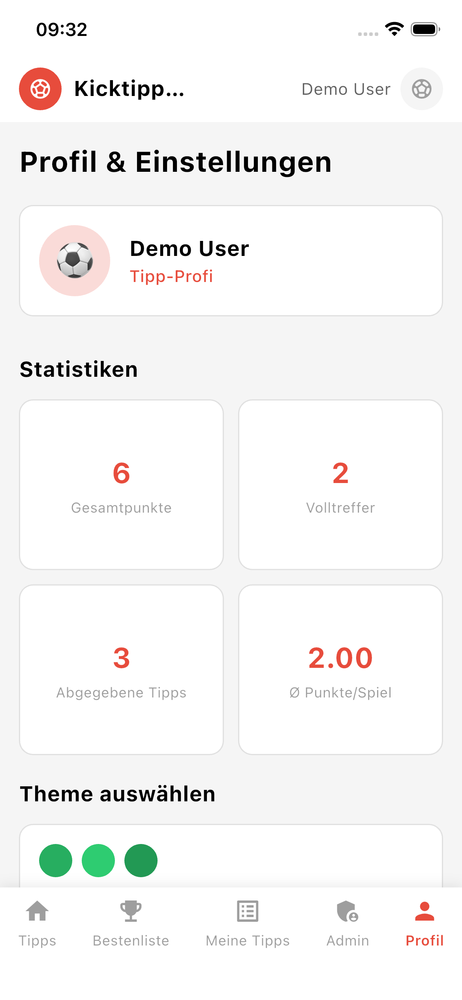 09:32
Kicktipp...
Demo User
Profil & Einstellungen
Demo User
Tipp-Profi
Statistiken
6
Gesamtpunkte
2
Volltreffer
3
Abgegebene Tipps
2.00
Ø Punkte/Spiel
Theme auswählen
Tipps
Bestenliste
Meine Tipps
Admin
Profil